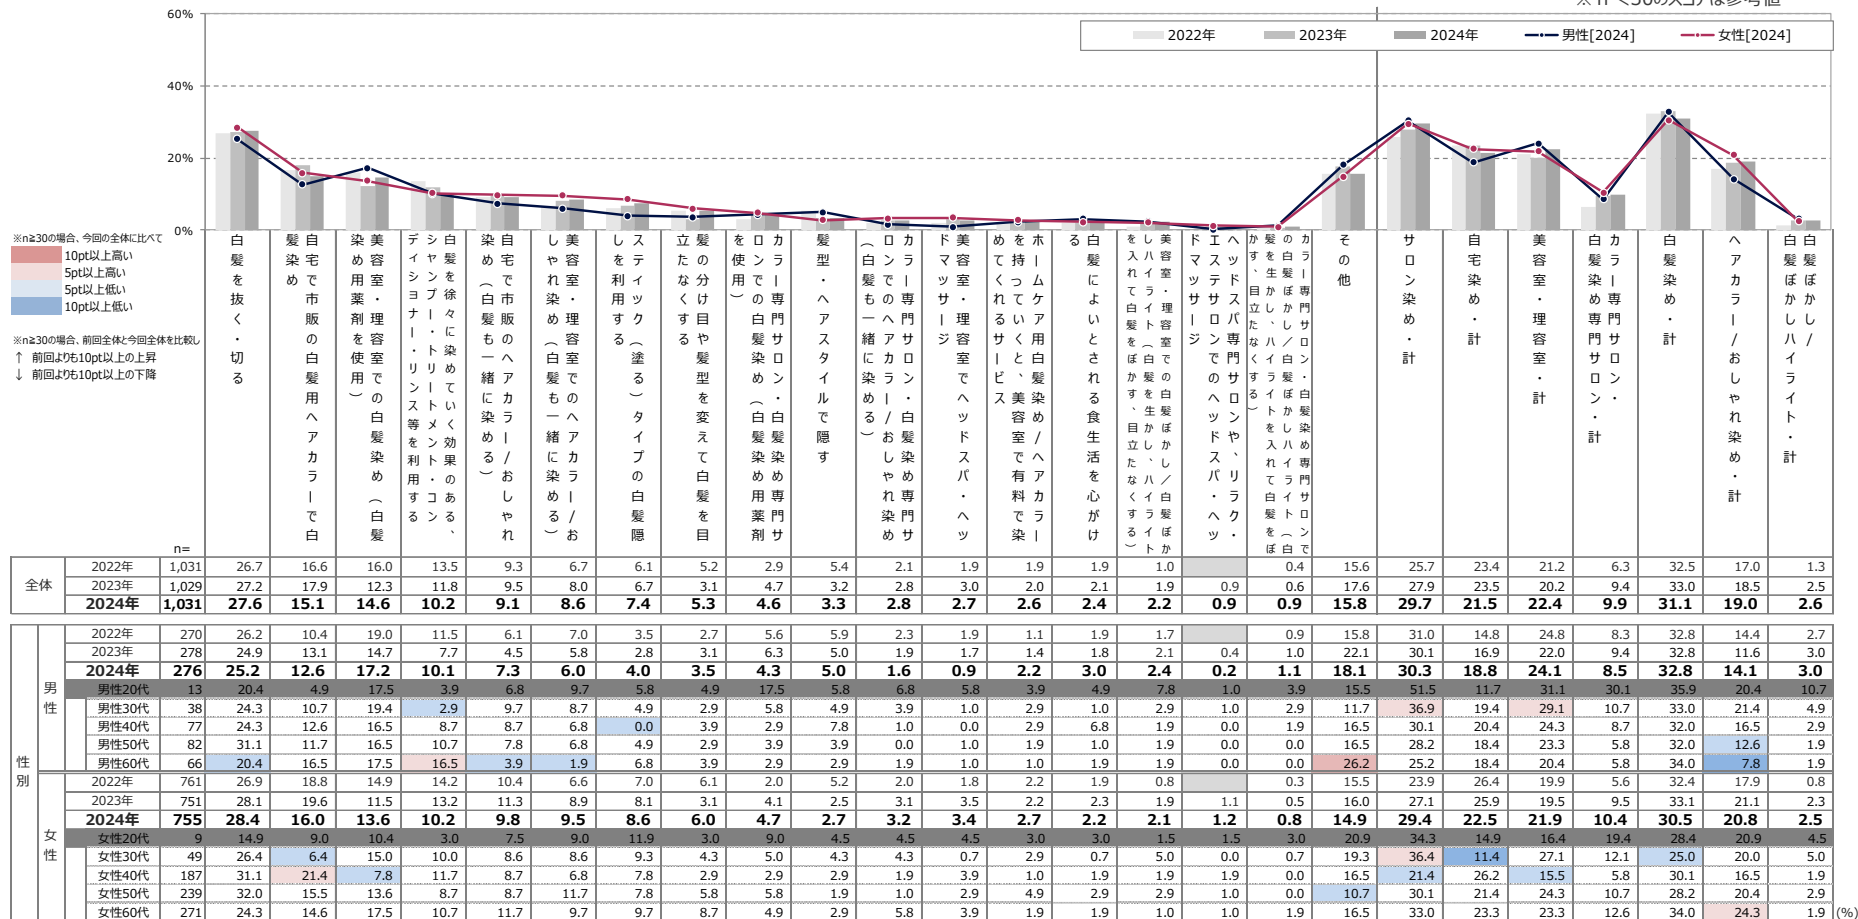 60%
40%
20%
0%
2022年 2023年 2024年 男性[2024] 女性[2024]
※n≧30の場合、今回の全体に比べて
10pt以上高い
5pt以上高い
5pt以上低い
10pt以上低い
※n≧30の場合、前回全体と今回全体を比較し
↑ 前回よりも10pt以上の上昇
↓ 前回よりも10pt以上の下降
白髪を抜く・切る
自宅で市販の白髪用ヘアカラーで白
髪染め
美容室・理容室での白髪染め（白髪
染め用薬剤を使用）
白髪を徐々に染めていく効果のある、
シャンプー・トリートメント・コン
ディショナー・リンス等を利用する
自宅で市販のヘアカラー/おしゃれ
染め（白髪も一緒に染める）
美容室・理容室でのヘアカラー/お
しゃれ染め（白髪も一緒に染める）
スティック（塗る）タイプの白髪隠
しを利用する
髪の分け目や髪型を変えて白髪を目
立たなくする
カラー専門サロン・白髪染め専門サ
ロンでの白髪染め（白髪染め用薬剤
を使用）
髪型・ヘアスタイルで隠す
カラー専門サロン・白髪染め専門サ
ロンでのヘアカラー/おしゃれ染め
（白髪も一緒に染める）
美容室・理容室でヘッドスパ・ヘッ
ドマッサージ
ホームケア用白髪染め/ヘアカラー
を持っていくと、美容室で有料で染
めてくれるサービス
白髪によいとされる食生活を心がけ
る
美容室・理容室での白髪ぼかし／白髪ぼか
しハイライト（白髪を生かし、ハイライト
を入れて白髪をぼかす、目立たなくする）
ヘッドスパ専門サロンや、リラク・
エステサロンでのヘッドスパ・ヘッ
ドマッサージ
カラー専門サロン・白髪染め専門サロンで
の白髪ぼかし／白髪ぼかしハイライト（白
髪を生かし、ハイライトを入れて白髪をぼ
かす、目立たなくする）
その他
サロン染め・計
自宅染め・計
美容室・理容室・計
カラー専門サロン・
白髪染め専門サロン・計
白髪染め・計
ヘアカラー/おしゃれ染め・計
白髪ぼかし/
白髪ぼかしハイライト・計
n=
全体
2022年 1,031 26.7 16.6 16.0 13.5 9.3 6.7 6.1 5.2 2.9 5.4 2.1 1.9 1.9 1.9 1.0 0.4 15.6 25.7 23.4 21.2 6.3 32.5 17.0 1.3
2023年 1,029 27.2 17.9 12.3 11.8 9.5 8.0 6.7 3.1 4.7 3.2 2.8 3.0 2.0 2.1 1.9 0.9 0.6 17.6 27.9 23.5 20.2 9.4 33.0 18.5 2.5
2024年 1,031 27.6 15.1 14.6 10.2 9.1 8.6 7.4 5.3 4.6 3.3 2.8 2.7 2.6 2.4 2.2 0.9 0.9 15.8 29.7 21.5 22.4 9.9 31.1 19.0 2.6
性別
男性
2022年 270 26.2 10.4 19.0 11.5 6.1 7.0 3.5 2.7 5.6 5.9 2.3 1.9 1.1 1.9 1.7 0.9 15.8 31.0 14.8 24.8 8.3 32.8 14.4 2.7
2023年 278 24.9 13.1 14.7 7.7 4.5 5.8 2.8 3.1 6.3 5.0 1.9 1.7 1.4 1.8 2.1 0.4 1.0 22.1 30.1 16.9 22.0 9.4 32.8 11.6 3.0
2024年 276 25.2 12.6 17.2 10.1 7.3 6.0 4.0 3.5 4.3 5.0 1.6 0.9 2.2 3.0 2.4 0.2 1.1 18.1 30.3 18.8 24.1 8.5 32.8 14.1 3.0
男性20代 13 20.4 4.9 17.5 3.9 6.8 9.7 5.8 4.9 17.5 5.8 6.8 5.8 3.9 4.9 7.8 1.0 3.9 15.5 51.5 11.7 31.1 30.1 35.9 20.4 10.7
男性30代 38 24.3 10.7 19.4 2.9 9.7 8.7 4.9 2.9 5.8 4.9 3.9 1.0 2.9 1.0 2.9 1.0 2.9 11.7 36.9 19.4 29.1 10.7 33.0 21.4 4.9
男性40代 77 24.3 12.6 16.5 8.7 8.7 6.8 0.0 3.9 2.9 7.8 1.0 0.0 2.9 6.8 1.9 0.0 1.9 16.5 30.1 20.4 24.3 8.7 32.0 16.5 2.9
男性50代 82 31.1 11.7 16.5 10.7 7.8 6.8 4.9 2.9 3.9 3.9 0.0 1.0 1.9 1.0 1.9 0.0 0.0 16.5 28.2 18.4 23.3 5.8 32.0 12.6 1.9
男性60代 66 20.4 16.5 17.5 16.5 3.9 1.9 6.8 3.9 2.9 2.9 1.9 1.0 1.0 1.9 1.9 0.0 0.0 26.2 25.2 18.4 20.4 5.8 34.0 7.8 1.9
女性
2022年 761 26.9 18.8 14.9 14.2 10.4 6.6 7.0 6.1 2.0 5.2 2.0 1.8 2.2 1.9 0.8 0.3 15.5 23.9 26.4 19.9 5.6 32.4 17.9 0.8
2023年 751 28.1 19.6 11.5 13.2 11.3 8.9 8.1 3.1 4.1 2.5 3.1 3.5 2.2 2.3 1.9 1.1 0.5 16.0 27.1 25.9 19.5 9.5 33.1 21.1 2.3
2024年 755 28.4 16.0 13.6 10.2 9.8 9.5 8.6 6.0 4.7 2.7 3.2 3.4 2.7 2.2 2.1 1.2 0.8 14.9 29.4 22.5 21.9 10.4 30.5 20.8 2.5
女性20代 9 14.9 9.0 10.4 3.0 7.5 9.0 11.9 3.0 9.0 4.5 4.5 4.5 3.0 3.0 1.5 1.5 3.0 20.9 34.3 14.9 16.4 19.4 28.4 20.9 4.5
女性30代 49 26.4 6.4 15.0 10.0 8.6 8.6 9.3 4.3 5.0 4.3 4.3 0.7 2.9 0.7 5.0 0.0 0.7 19.3 36.4 11.4 27.1 12.1 25.0 20.0 5.0
女性40代 187 31.1 21.4 7.8 11.7 8.7 6.8 7.8 2.9 2.9 2.9 1.9 3.9 1.0 1.9 1.9 1.9 0.0 16.5 21.4 26.2 15.5 5.8 30.1 16.5 1.9
女性50代 239 32.0 15.5 13.6 8.7 8.7 11.7 7.8 5.8 5.8 1.9 1.0 2.9 4.9 2.9 2.9 1.0 0.0 10.7 30.1 21.4 24.3 10.7 28.2 20.4 2.9
女性60代 271 24.3 14.6 17.5 10.7 11.7 9.7 9.7 8.7 4.9 2.9 5.8 3.9 1.9 1.9 1.0 1.0 1.9 16.5 33.0 23.3 23.3 12.6 34.0 24.3 1.9 (%)